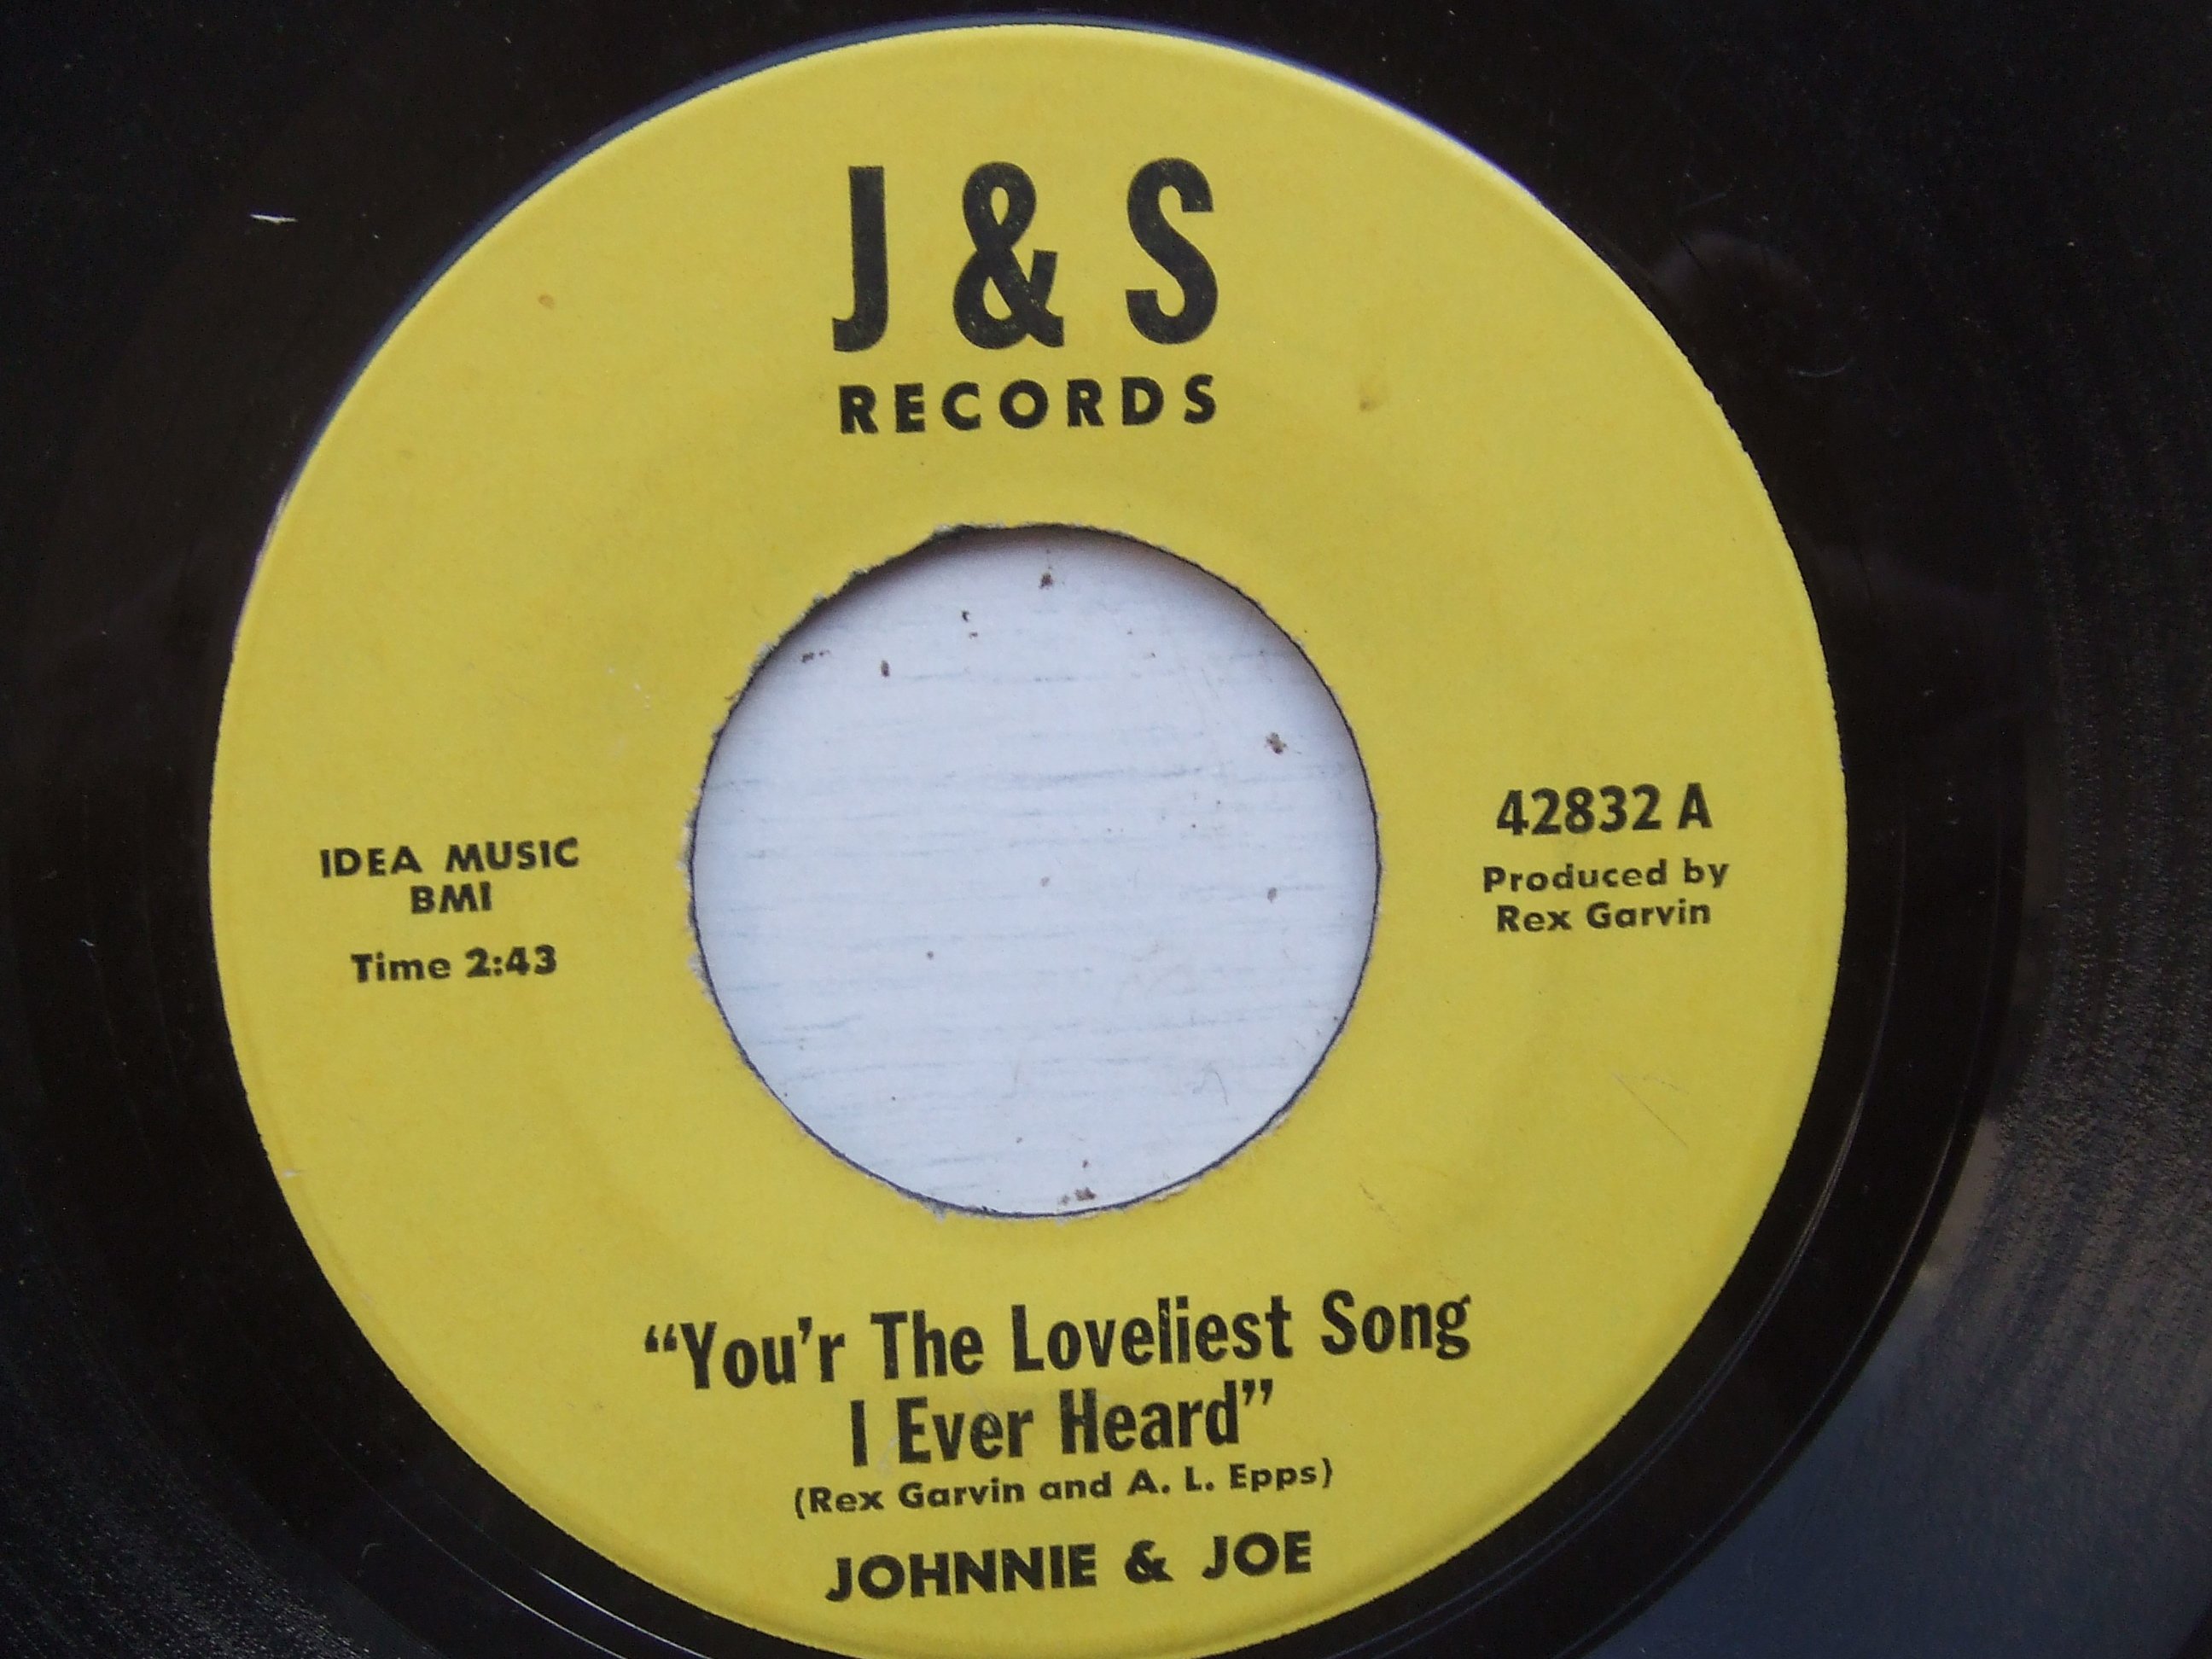 J & S
RECORDS
IDEA MUSIC
BMI
Time 2:43
42832 A
Produced by
Rex Garvin
“You’r The Loveliest Song
I Ever Heard”
(Rex Garvin and A. L. Epps)
JOHNNIE & JOE